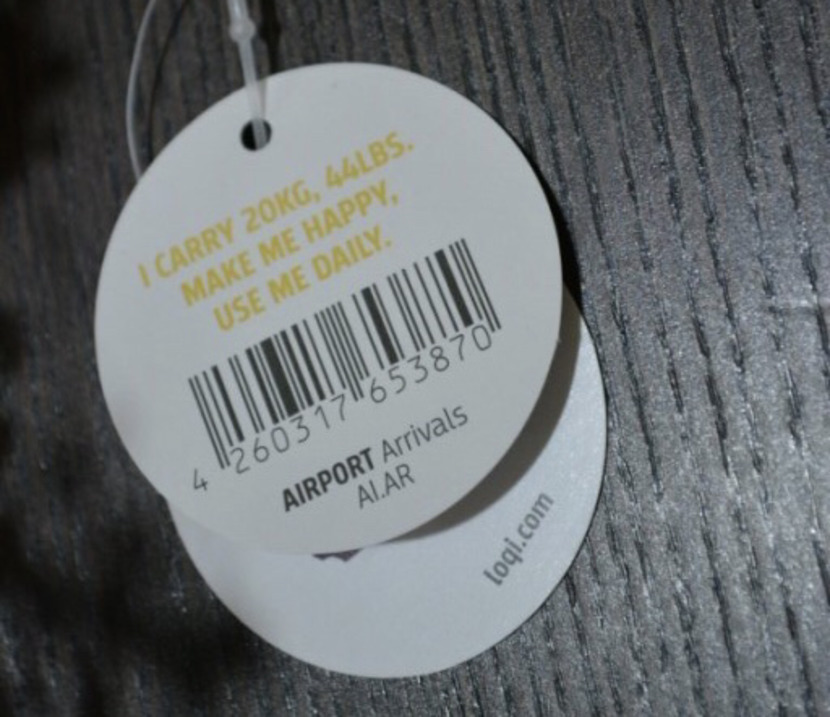 I CARRY 20KG, 44LBS.
MAKE ME HAPPY,
USE ME DAILY.
4 260317 653870
AIRPORT Arrivals
AI.AR
loqi.com